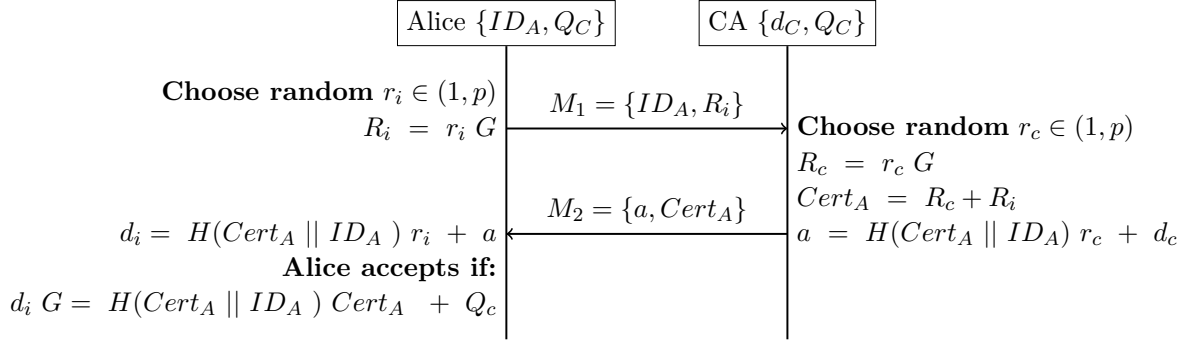 Alice {ID_A, Q_C}
CA {d_C, Q_C}
Choose random r_i ∈ (1, p)
R_i = r_i G
M_1 = {ID_A, R_i}
Choose random r_c ∈ (1, p)
R_c = r_c G
Cert_A = R_c + R_i
M_2 = {a, Cert_A}
a = H(Cert_A || ID_A) r_c + d_c
d_i = H(Cert_A || ID_A ) r_i + a
Alice accepts if:
d_i G = H(Cert_A || ID_A ) Cert_A + Q_c